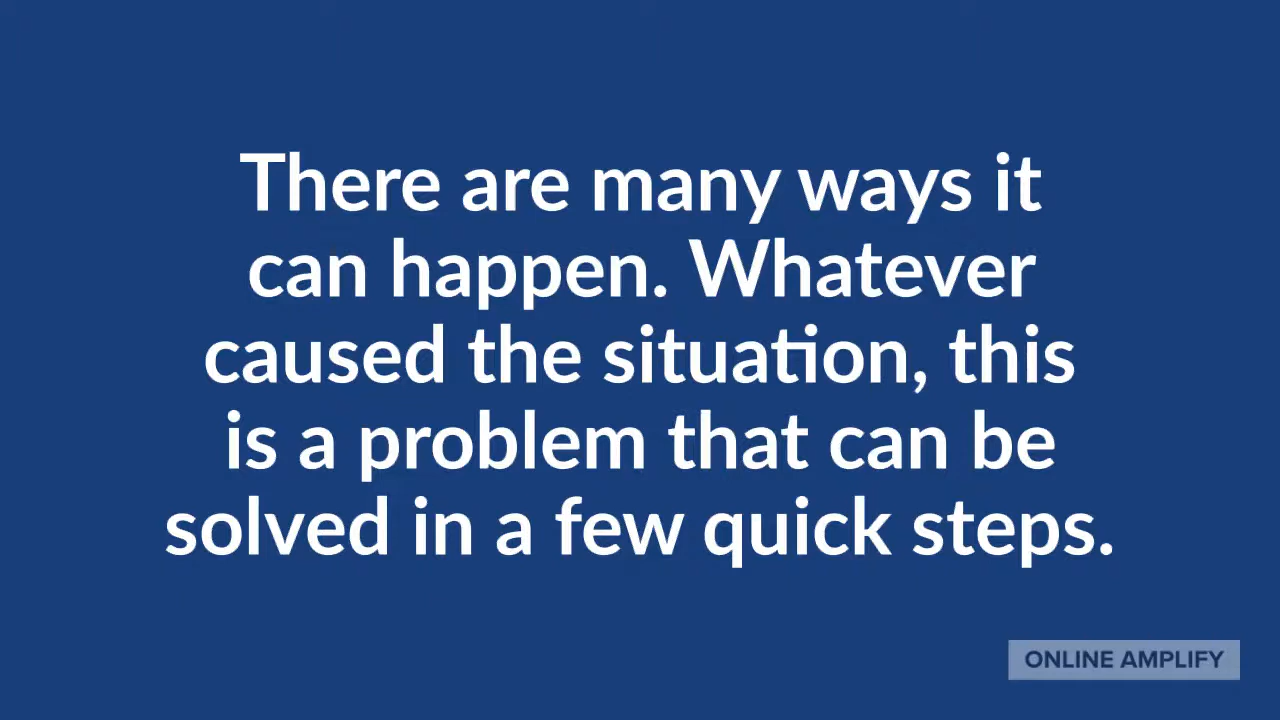 There are many ways it
can happen. Whatever
caused the situation, this
is a problem that can be
solved in a few quick steps.
ONLINE AMPLIFY